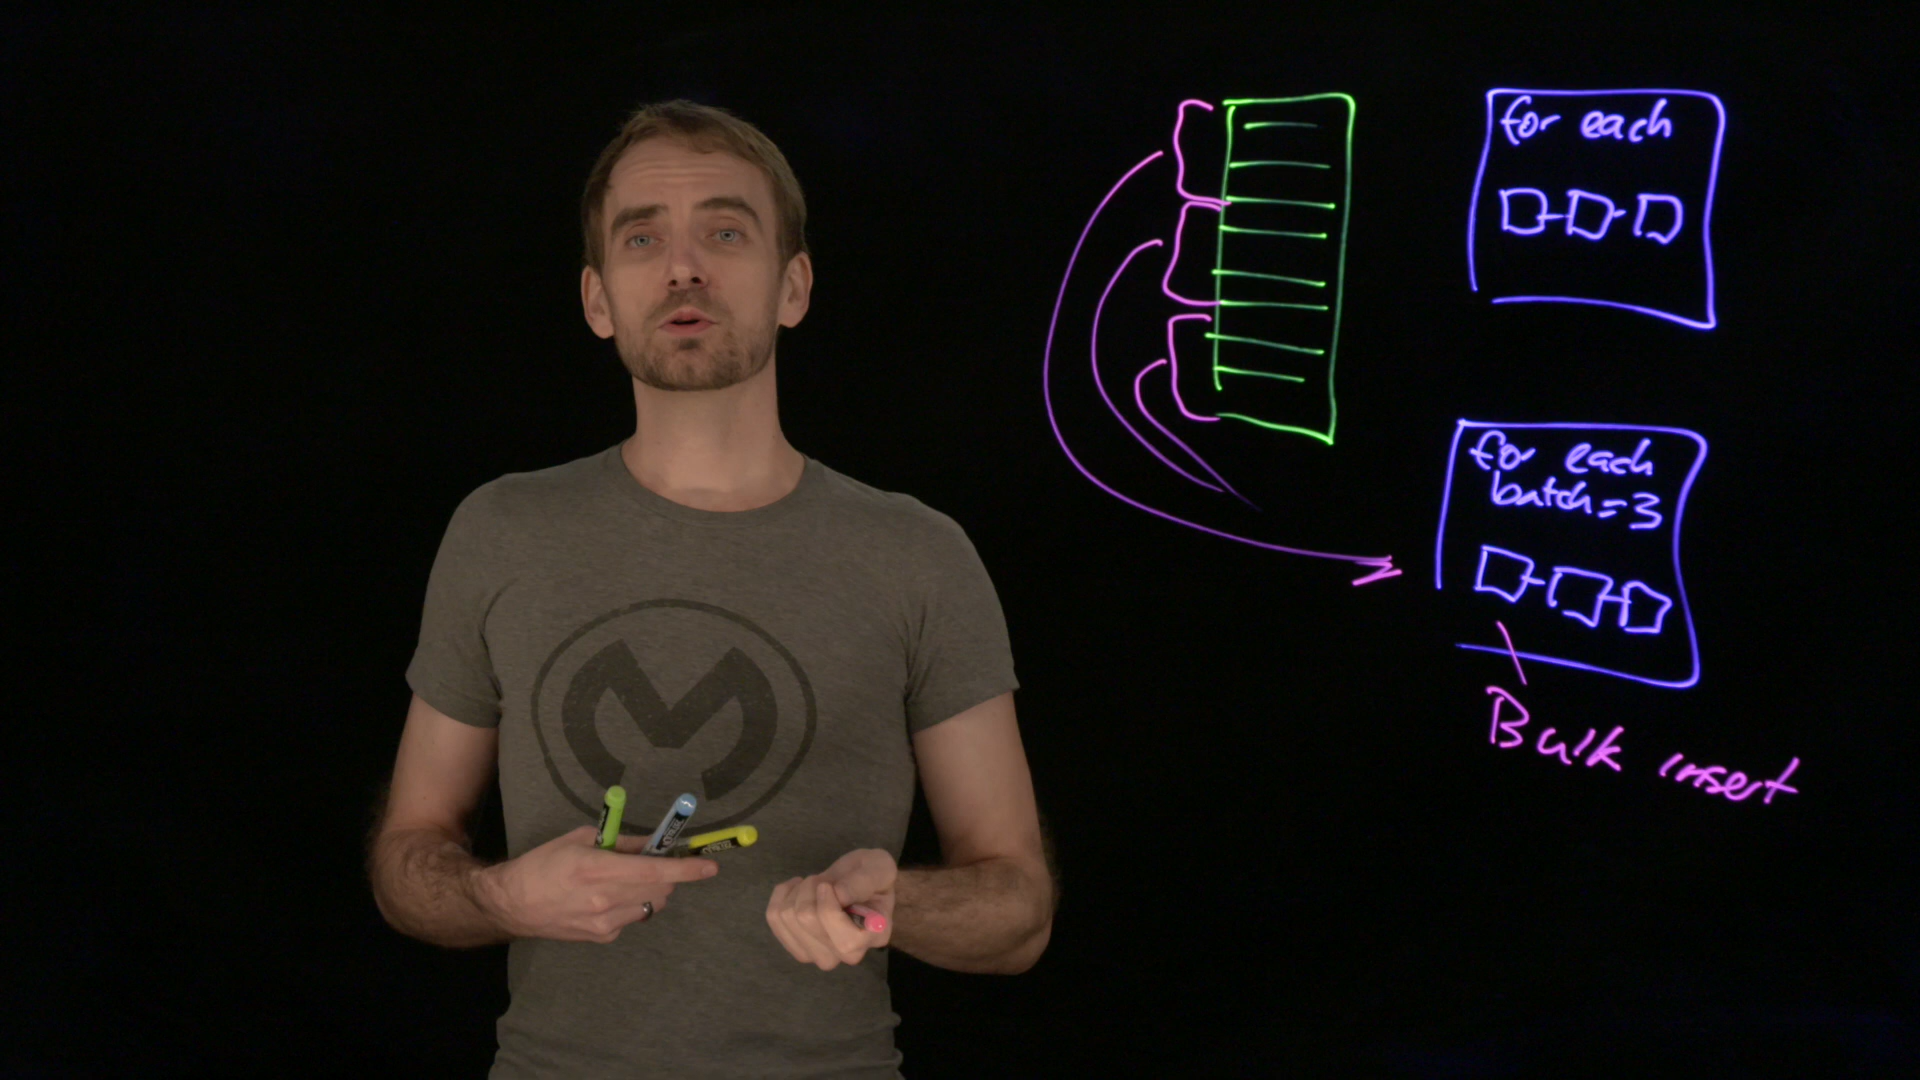 for each
for each
batch=3
Bulk insert